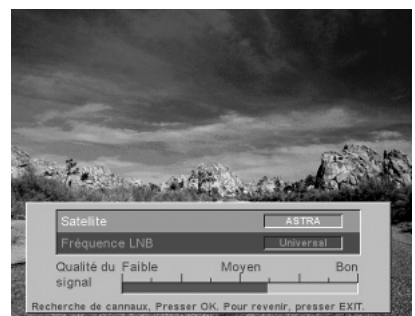 Satellite ASTRA
Fréquence LNB Universal
Qualité du Faible Moyen Bon
signal
Recherche de cannaux, Presser OK. Pour revenir, presser EXIT.